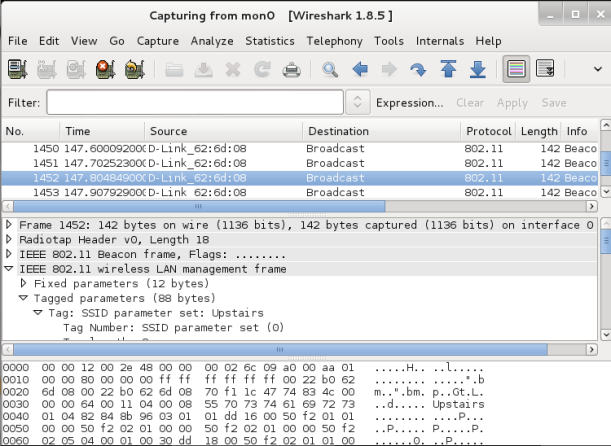 Capturing from mon0 [Wireshark 1.8.5 ]
File Edit View Go Capture Analyze Statistics Telephony Tools Internals Help
Filter: Expression... Clear Apply Save
No. Time Source Destination Protocol Length Info
1450 147.600092000 D-Link_62:6d:08 Broadcast 802.11 142 Beaco
1451 147.702523000 D-Link_62:6d:08 Broadcast 802.11 142 Beaco
1452 147.804849000 D-Link_62:6d:08 Broadcast 802.11 142 Beaco
1453 147.907929000 D-Link_62:6d:08 Broadcast 802.11 142 Beaco
Frame 1452: 142 bytes on wire (1136 bits), 142 bytes captured (1136 bits) on interface 0
Radiotap Header v0, Length 18
IEEE 802.11 Beacon frame, Flags: ........
IEEE 802.11 wireless LAN management frame
Fixed parameters (12 bytes)
Tagged parameters (88 bytes)
Tag: SSID parameter set: Upstairs
Tag Number: SSID parameter set (0)
0000 00 00 12 00 2e 48 00 00 00 02 6c 09 a0 00 aa 01 .....H.. ..l.....
0010 00 00 80 00 00 00 ff ff ff ff ff ff 00 22 b0 62 ........ .....".b
0020 6d 08 00 22 b0 62 6d 08 70 f1 1c 47 74 83 4c 00 m..".bm. p..Gt.L.
0030 00 00 64 00 11 04 00 08 55 70 73 74 61 69 72 73 ..d..... Upstairs
0040 01 04 82 84 8b 96 03 01 01 dd 16 00 50 f2 01 01 ........ ....P...
0050 00 00 50 f2 02 01 00 00 50 f2 02 01 00 00 50 f2 ..P..... P.....P.
0060 02 05 04 00 01 00 30 dd 18 00 50 f2 02 01 01 00 ......0. ..P.....